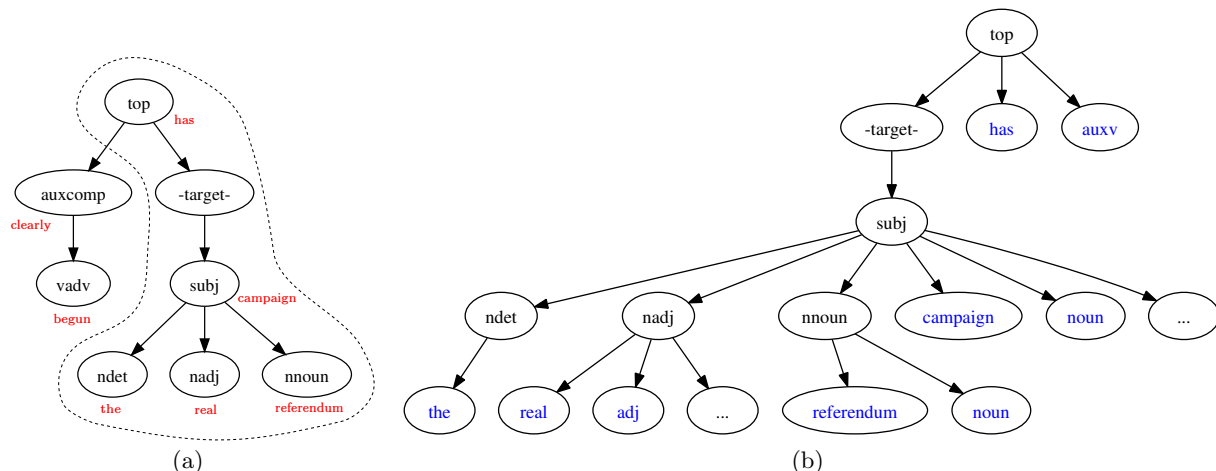 top
has
auxcomp
-target-
clearly
vadv
subj
begun
campaign
ndet
nadj
nnoun
the
real
referendum
(a)
top
-target-
has
auxv
subj
ndet
nadj
nnoun
campaign
noun
...
the
real
adj
...
referendum
noun
(b)